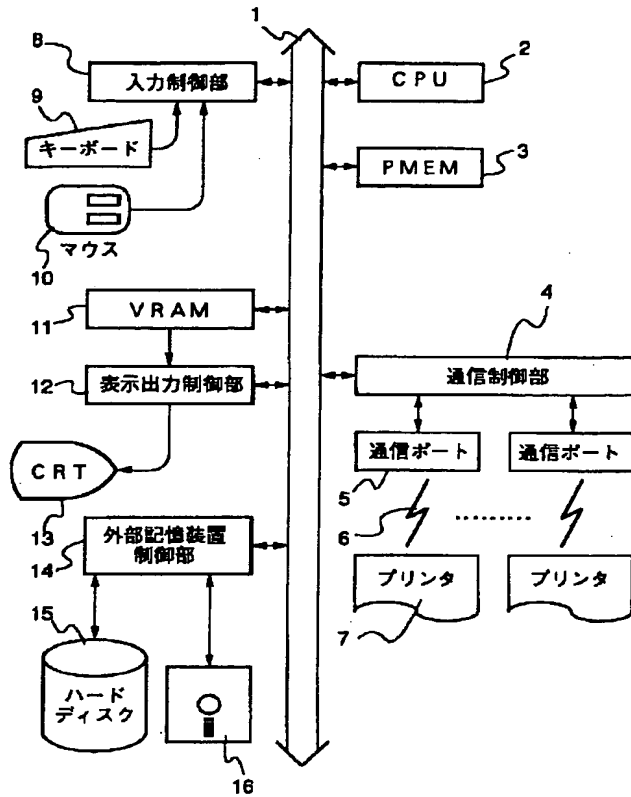 1
8
入力制御部
CPU
2
9
キーボード
PMEM
3
10
マウス
VRAM
11
4
通信制御部
12
表示出力制御部
通信ポート
通信ポート
5
CRT
13
6
外部記憶装置
制御部
14
プリンタ
プリンタ
7
15
ハード
ディスク
16